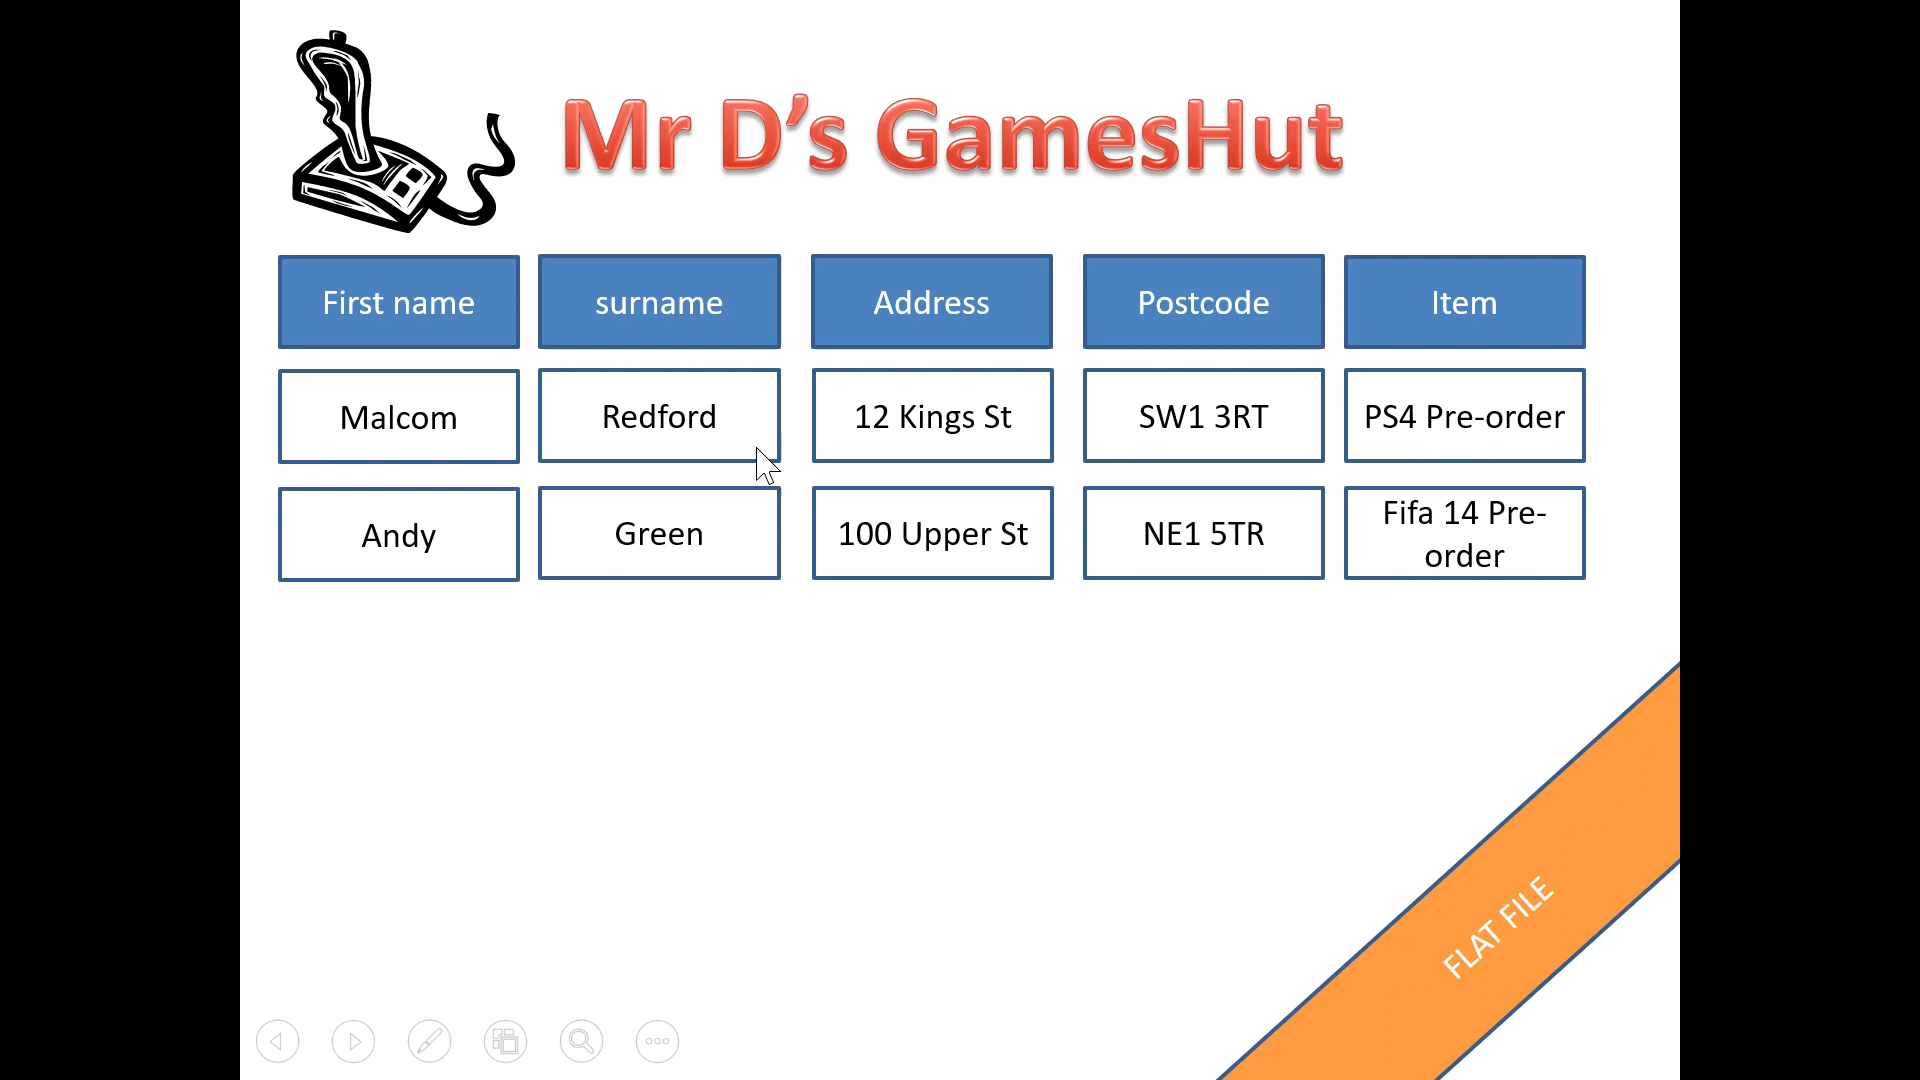 Mr D’s GamesHut
First name surname Address Postcode Item
Malcom Redford 12 Kings St SW1 3RT PS4 Pre-order
Andy Green 100 Upper St NE1 5TR Fifa 14 Pre-
order
FLAT FILE